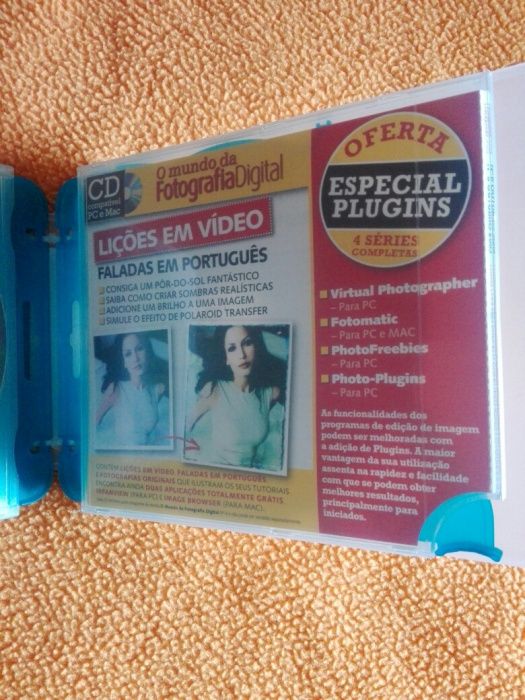 CD
compatível
PC e Mac
O mundo da
FotografiaDigital
LIÇÕES EM VÍDEO
FALADAS EM PORTUGUÊS
CONSIGA UM PÔR-DO-SOL FANTÁSTICO
SAIBA COMO CRIAR SOMBRAS REALÍSTICAS
ADICIONE UM BRILHO A UMA IMAGEM
SIMULE O EFEITO DE POLAROID TRANSFER
CONTÉM LIÇÕES EM VÍDEO FALADAS EM PORTUGUÊS
E FOTOGRAFIAS ORIGINAIS QUE ILUSTRAM OS SEUS TUTORIAIS
ENCONTRA AINDA DUAS APLICAÇÕES TOTALMENTE GRÁTIS
IRFANVIEW (PARA PC) E IMAGE BROWSER (PARA MAC).
OFERTA
ESPECIAL
PLUGINS
4 SÉRIES
COMPLETAS
Virtual Photographer
– Para PC
Fotomatic
– Para PC e MAC
PhotoFreebies
– Para PC
Photo-Plugins
– Para PC
As funcionalidades dos
programas de edição de imagem
podem ser melhoradas com
a adição de Plugins. A maior
vantagem da sua utilização
assenta na rapidez e facilidade
com que se podem obter
melhores resultados,
principalmente para
iniciados.